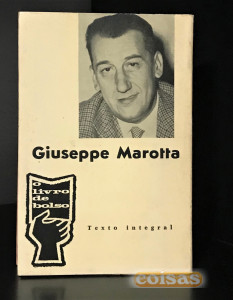 Giuseppe Marotta
o livro
de
bolso
Texto integral
coisas